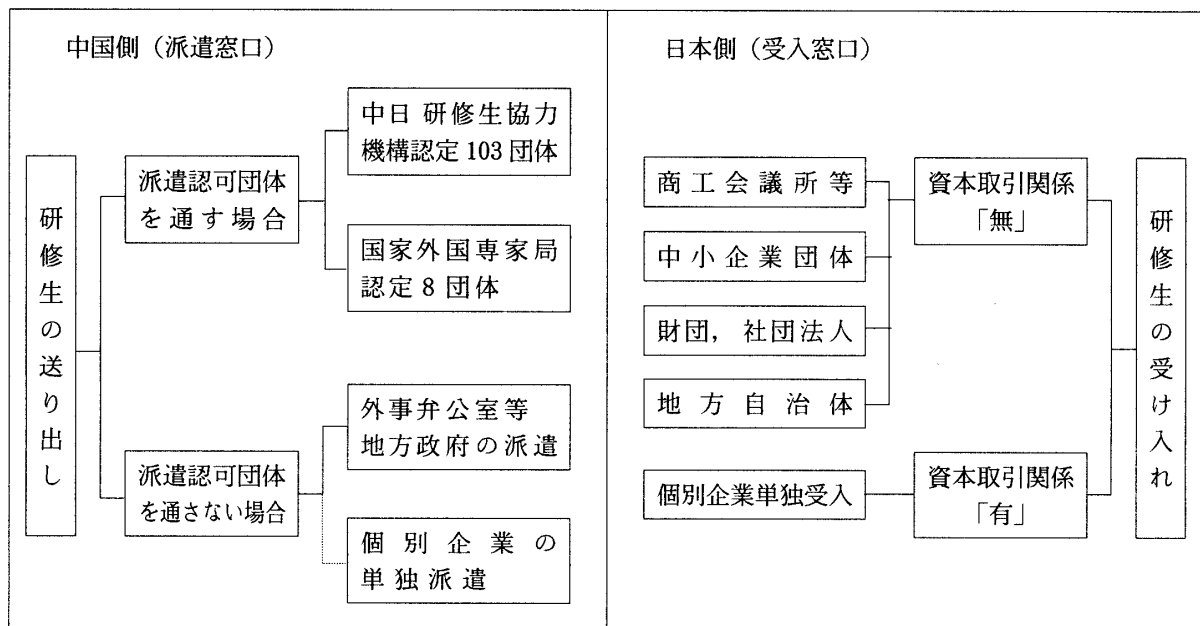 中国側（派遣窓口）
研修生の送り出し
派遣認可団体
を通す場合
中日 研修生協力
機構認定 103 団体
国家外国専家局
認定 8 団体
派遣認可団体
を通さない場合
外事弁公室等
地方政府の派遣
個別企業の
単独派遣
日本側（受入窓口）
商工会議所等
中小企業団体
財団，社団法人
地方自治体
資本取引関係
「無」
個別企業単独受入
資本取引関係
「有」
研修生の受け入れ